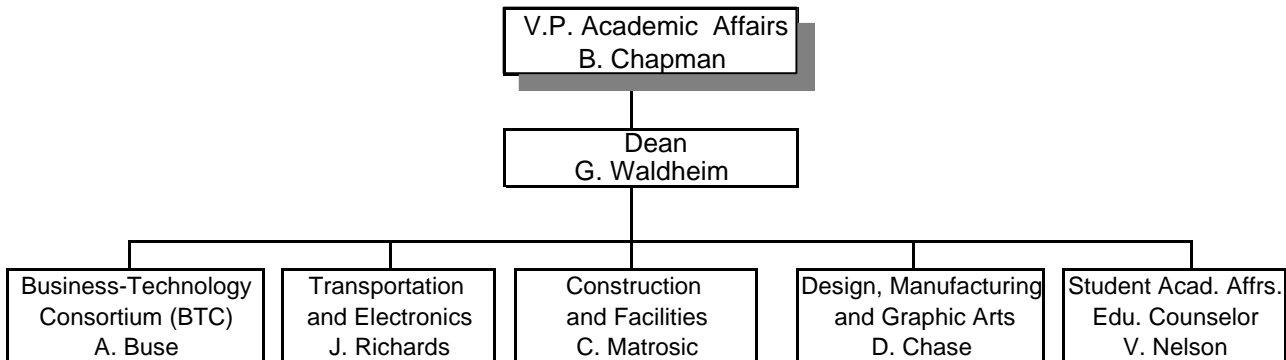 V.P. Academic Affairs
B. Chapman
Dean
G. Waldheim
Business-Technology
Consortium (BTC)
A. Buse
Transportation
and Electronics
J. Richards
Construction
and Facilities
C. Matrosic
Design, Manufacturing
and Graphic Arts
D. Chase
Student Acad. Affrs.
Edu. Counselor
V. Nelson